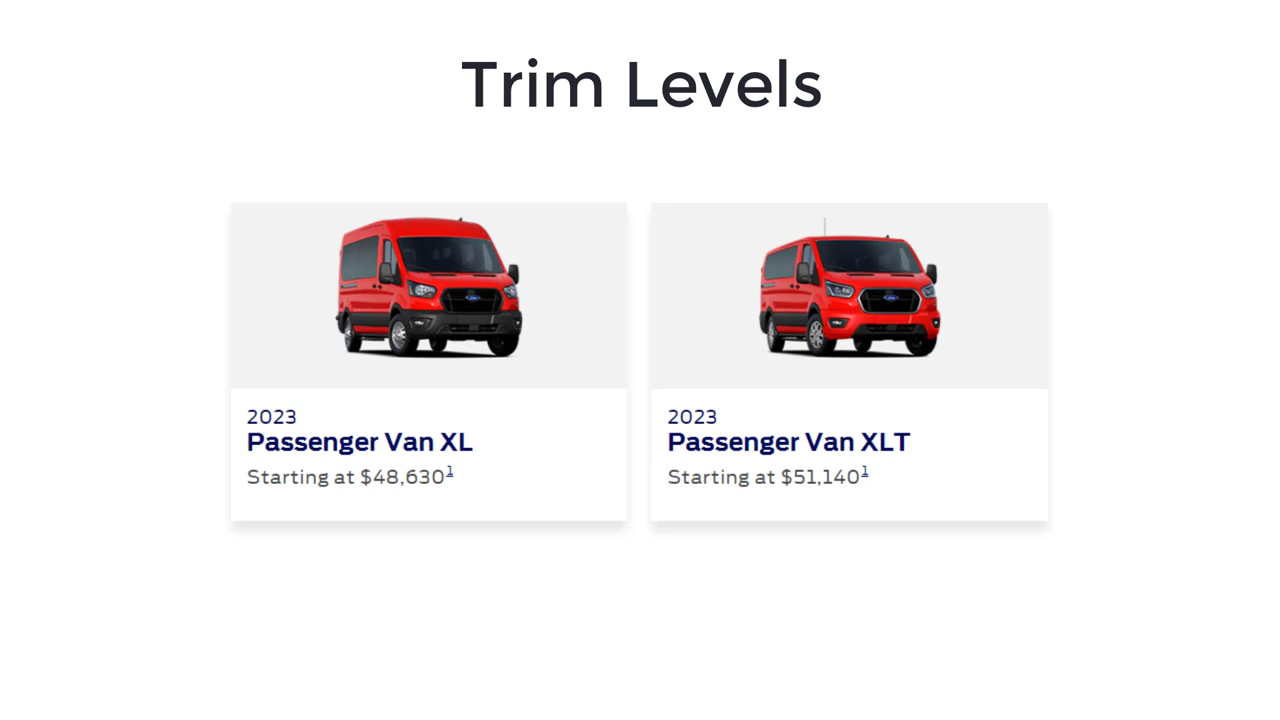 Trim Levels
2023
Passenger Van XL
Starting at $48,630¹
2023
Passenger Van XLT
Starting at $51,140¹